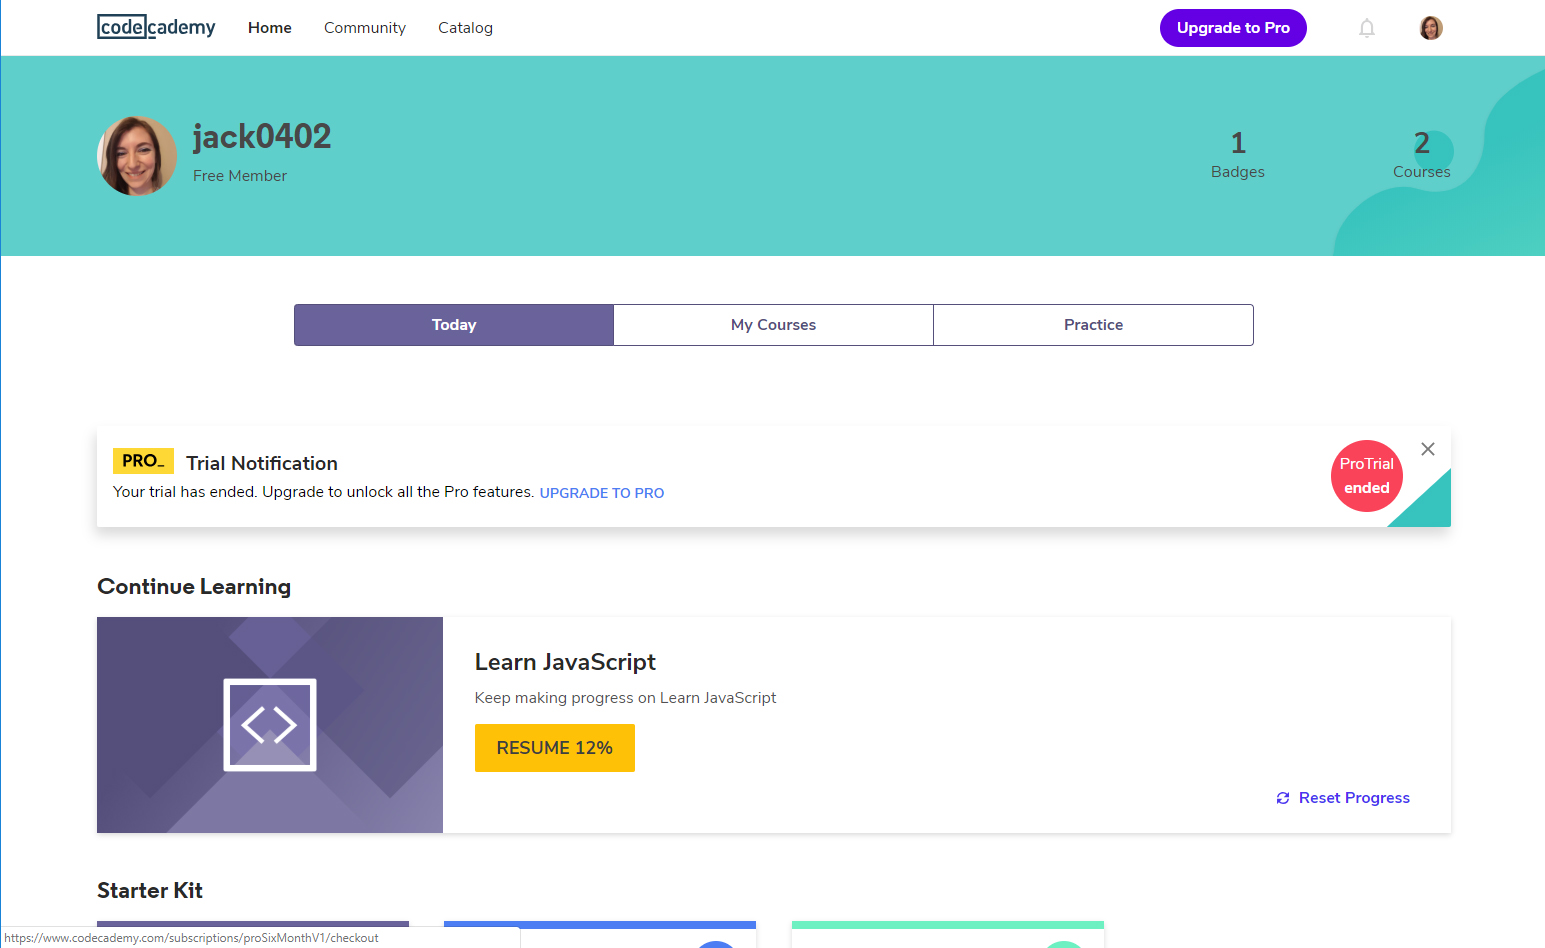 codecademy Home Community Catalog Upgrade to Pro
jack0402
Free Member
1
Badges
2
Courses
Today My Courses Practice
PRO_ Trial Notification
Your trial has ended. Upgrade to unlock all the Pro features. UPGRADE TO PRO
ProTrial
ended
Continue Learning
Learn JavaScript
Keep making progress on Learn JavaScript
RESUME 12%
Reset Progress
Starter Kit
https://www.codecademy.com/subscriptions/proSixMonthV1/checkout